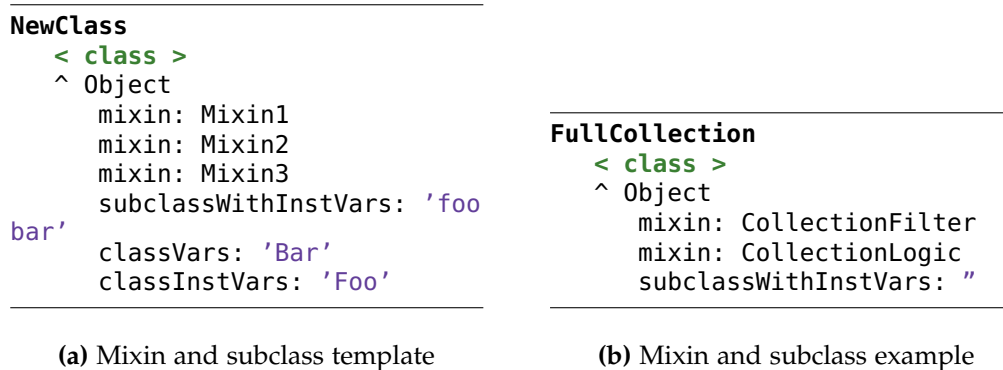 NewClass
< class >
^ Object
mixin: Mixin1
mixin: Mixin2
mixin: Mixin3
subclassWithInstVars: ’foo
bar’
classVars: ’Bar’
classInstVars: ’Foo’
(a) Mixin and subclass template
FullCollection
< class >
^ Object
mixin: CollectionFilter
mixin: CollectionLogic
subclassWithInstVars: ”
(b) Mixin and subclass example